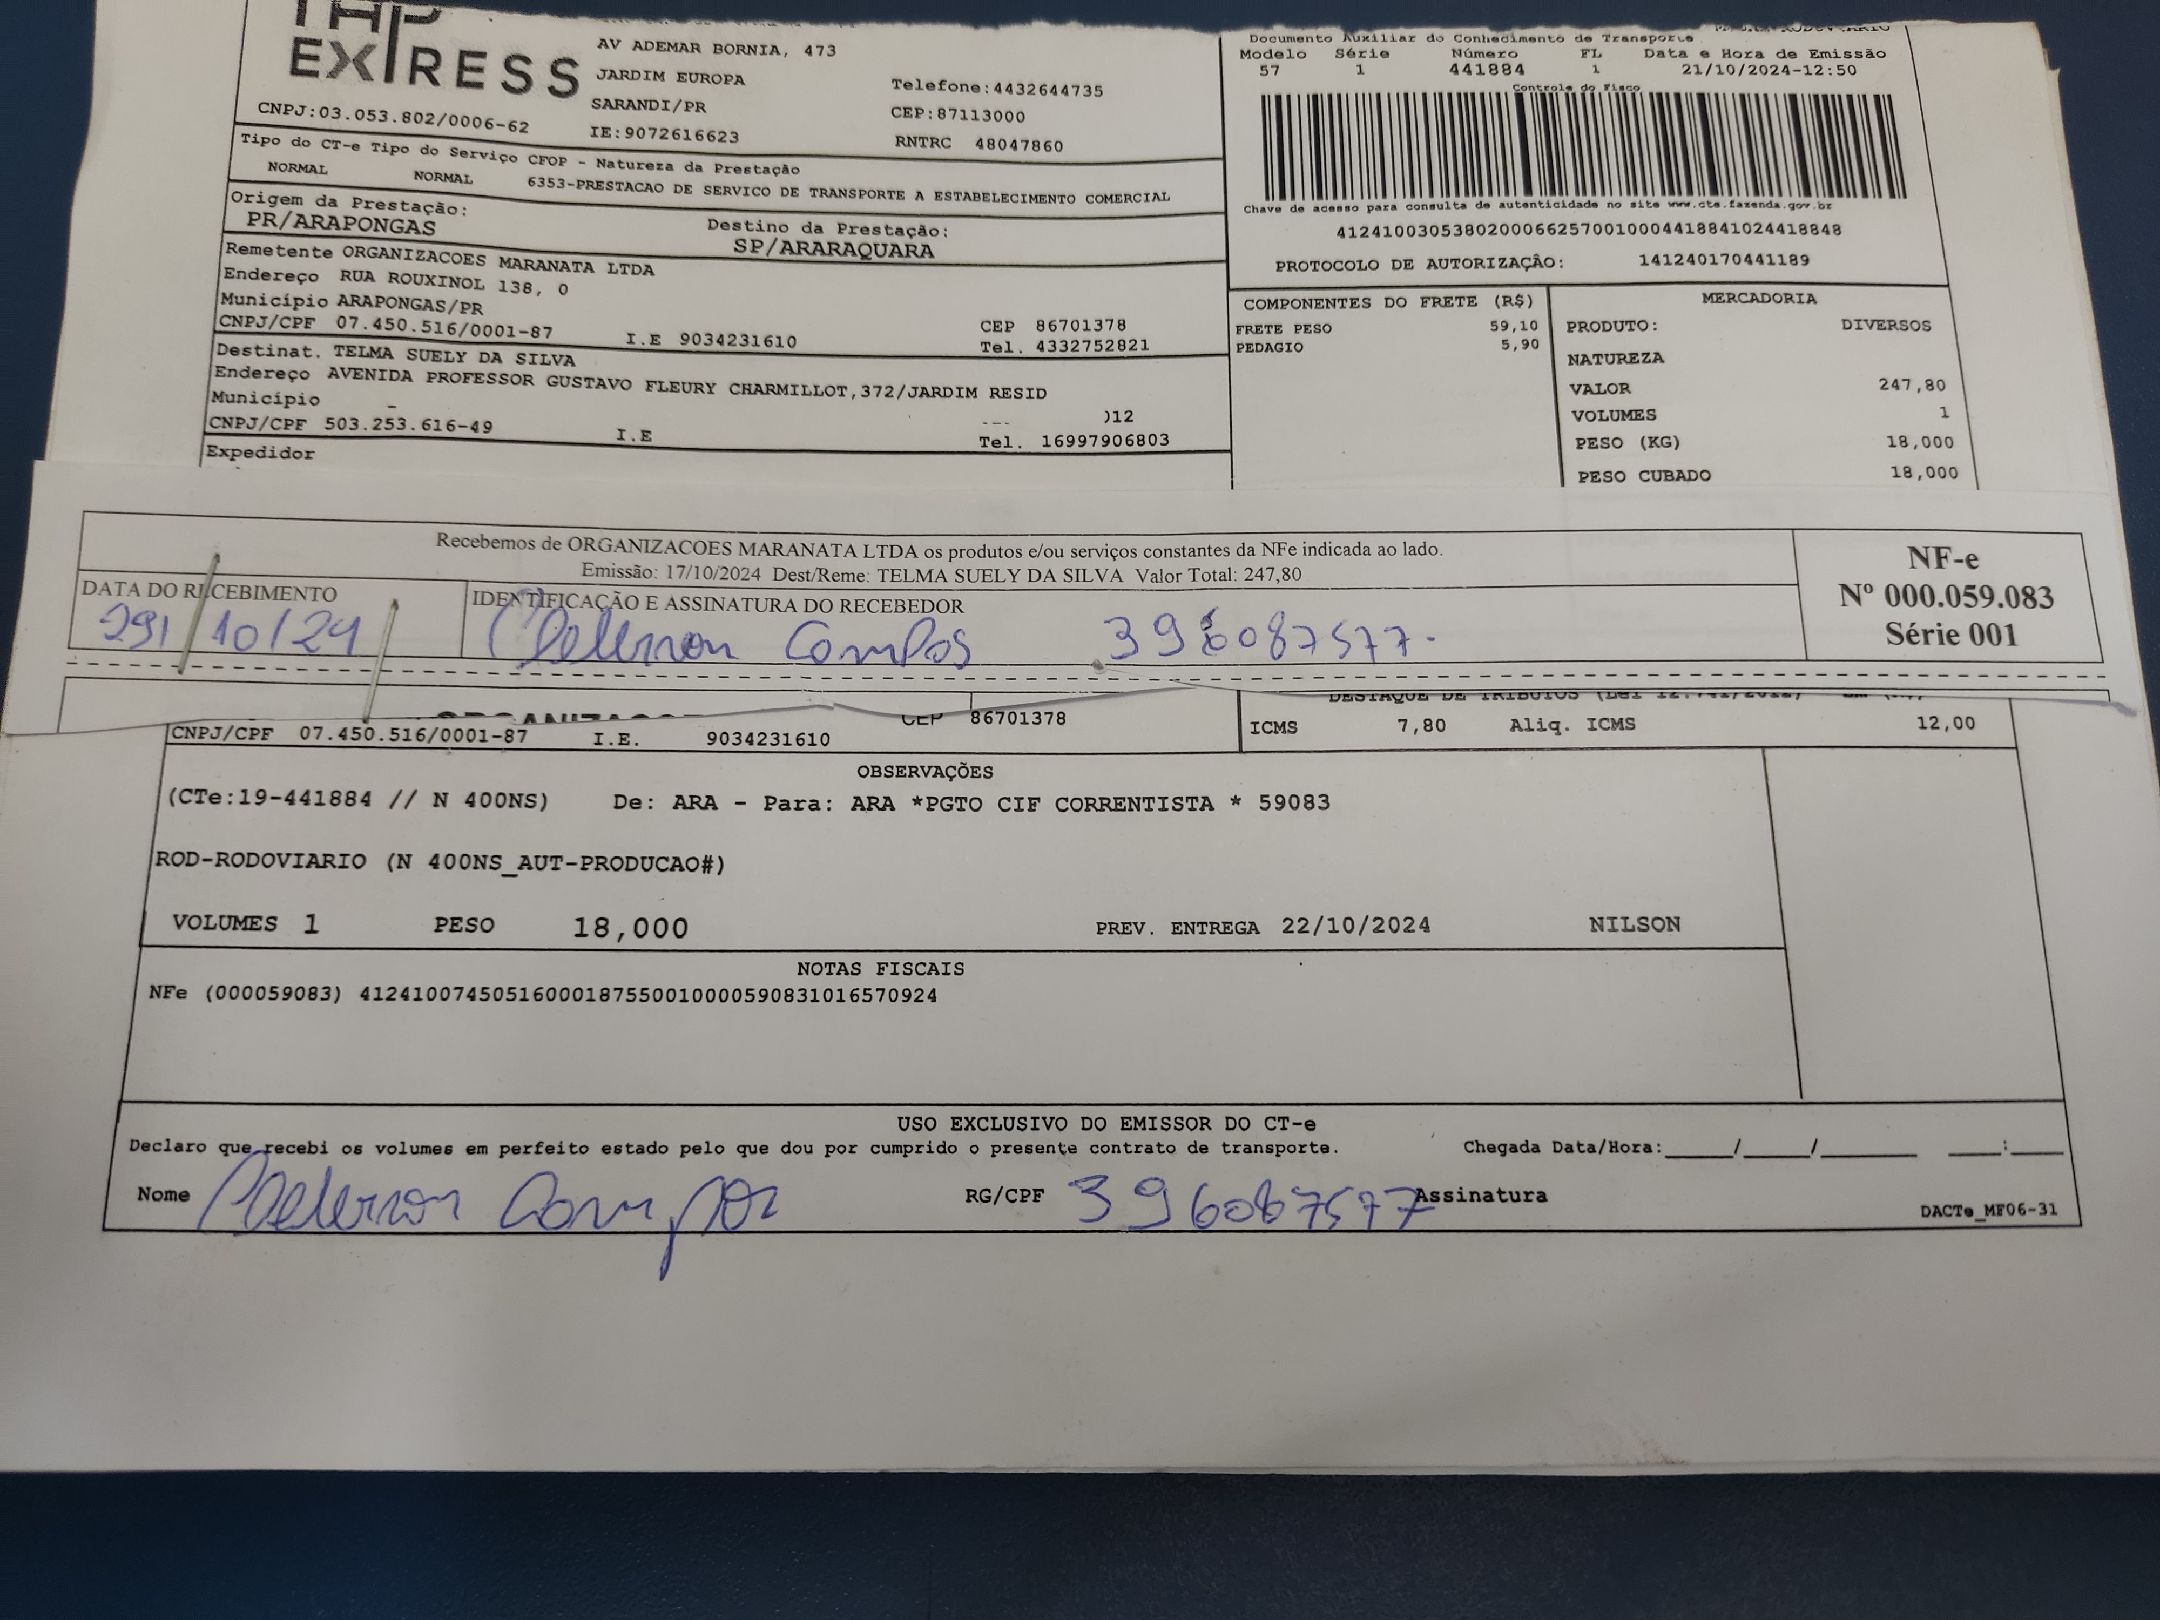 EXPRESS
AV ADEMAR BORNIA, 473
JARDIM EUROPA
SARANDI/PR
IE:9072616623
CNPJ:03.053.802/0006-62
Telefone:4432644735
CEP:87113000
RNTRC 48047860
Documento Auxiliar do Conhecimento de Transporte
Modelo Série Número FL Data e Hora de Emissão
57 1 441884 1 21/10/2024-12:50
Controle do Fisco
Chave de acesso para consulta de autenticidade no site www.cte.fazenda.gov.br
41241003053802000662570010004418841024418848
PROTOCOLO DE AUTORIZAÇÃO: 141240170441189
Tipo do CT-e Tipo do Serviço CFOP - Natureza da Prestação
NORMAL NORMAL 6353-PRESTACAO DE SERVICO DE TRANSPORTE A ESTABELECIMENTO COMERCIAL
Origem da Prestação: Destino da Prestação:
PR/ARAPONGAS SP/ARARAQUARA
Remetente ORGANIZACOES MARANATA LTDA
Endereço RUA ROUXINOL 138, 0
Município ARAPONGAS/PR CEP 86701378
CNPJ/CPF 07.450.516/0001-87 I.E 9034231610 Tel. 4332752821
Destinat. TELMA SUELY DA SILVA
Endereço AVENIDA PROFESSOR GUSTAVO FLEURY CHARMILLOT,372/JARDIM RESID
Município )12
CNPJ/CPF 503.253.616-49 I.E Tel. 16997906803
Expedidor
COMPONENTES DO FRETE (R$)
FRETE PESO 59,10
PEDAGIO 5,90
MERCADORIA
PRODUTO: DIVERSOS
NATUREZA
VALOR 247,80
VOLUMES 1
PESO (KG) 18,000
PESO CUBADO 18,000
Recebemos de ORGANIZACOES MARANATA LTDA os produtos e/ou serviços constantes da NFe indicada ao lado.
Emissão: 17/10/2024 Dest/Reme: TELMA SUELY DA SILVA Valor Total: 247,80
DATA DO RECEBIMENTO IDENTIFICAÇÃO E ASSINATURA DO RECEBEDOR
29/10/24 Campos 396087577.
NF-e
Nº 000.059.083
Série 001
CEP 86701378
CNPJ/CPF 07.450.516/0001-87 I.E. 9034231610
DESTAQUE DE TRIBUTOS
ICMS 7,80 Aliq. ICMS 12,00
OBSERVAÇÕES
(CTe:19-441884 // N 400NS) De: ARA - Para: ARA *PGTO CIF CORRENTISTA * 59083
ROD-RODOVIARIO (N 400NS_AUT-PRODUCAO#)
VOLUMES 1 PESO 18,000 PREV. ENTREGA 22/10/2024 NILSON
NOTAS FISCAIS
NFe (000059083) 41241007450516000187550010000590831016570924
USO EXCLUSIVO DO EMISSOR DO CT-e
Declaro que recebi os volumes em perfeito estado pelo que dou por cumprido o presente contrato de transporte. Chegada Data/Hora:_____/_____/_______ ____:____
Nome Campos RG/CPF 396087577 Assinatura
DACTe_MF06-31